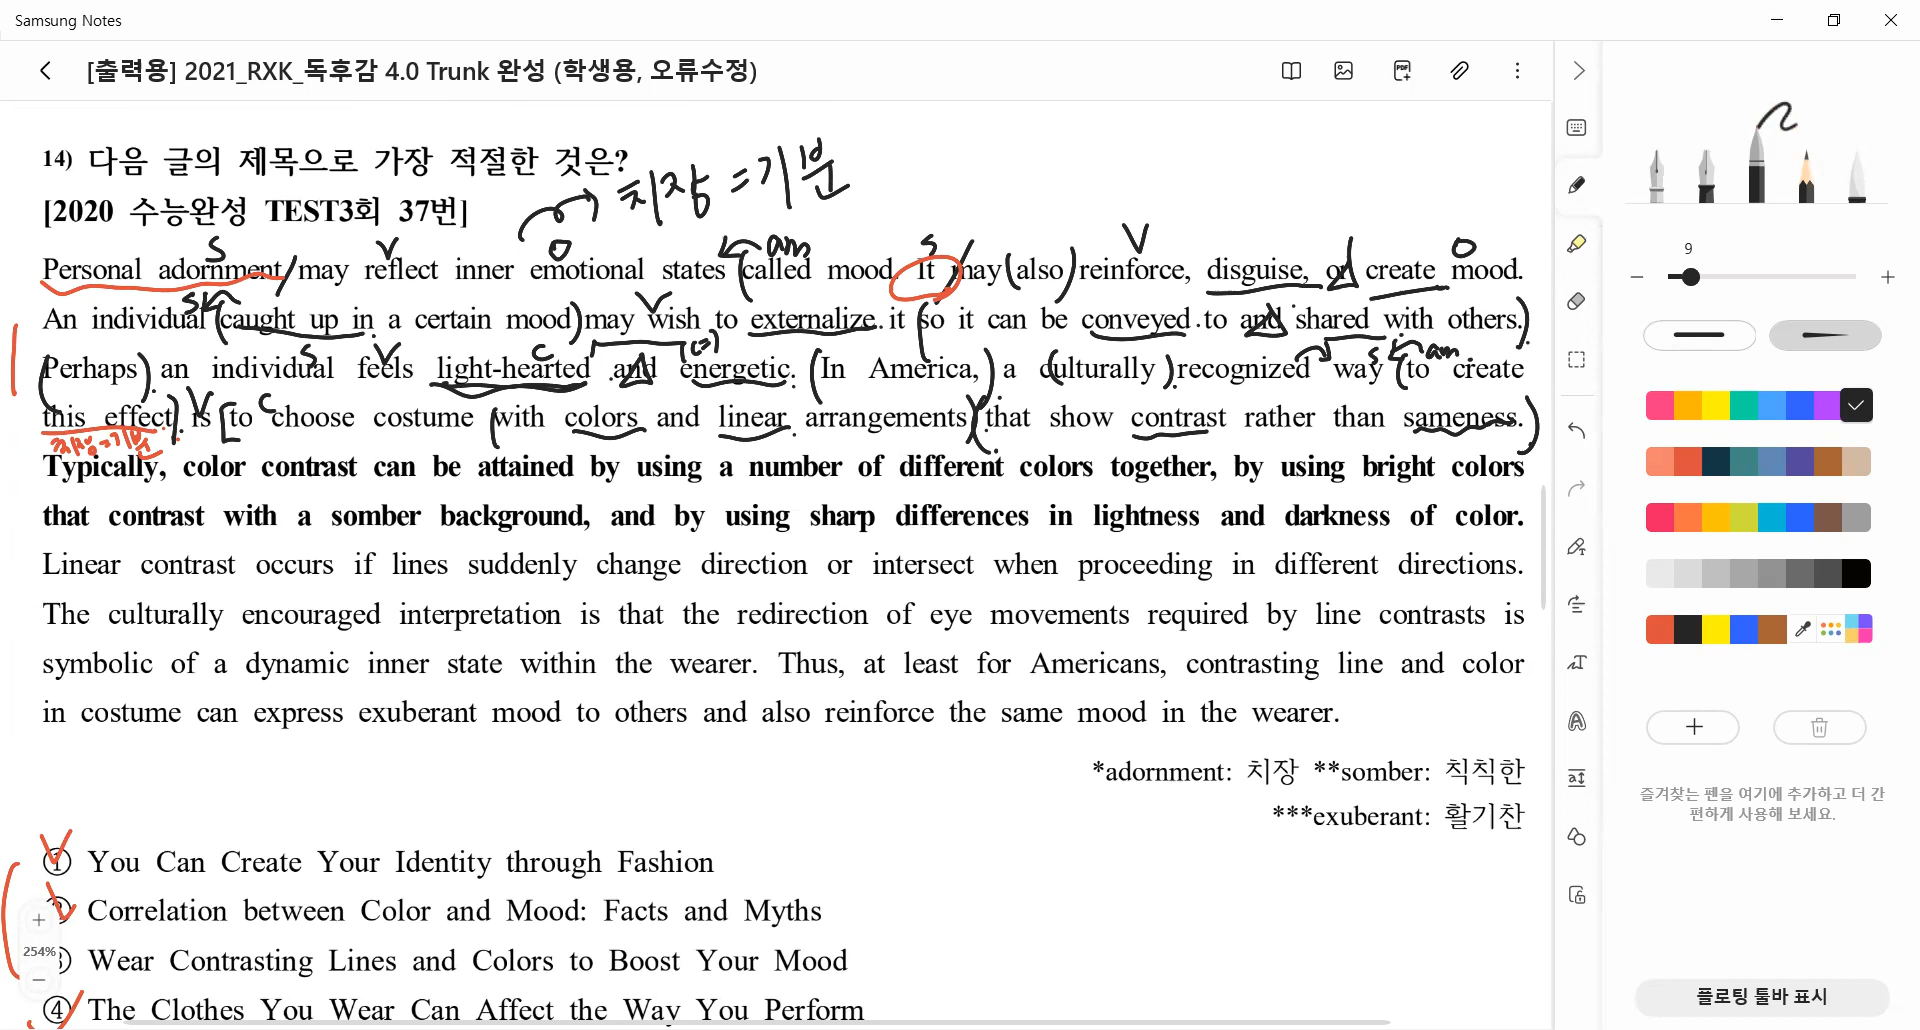 Samsung Notes
[출력용] 2021_RXK_독후감 4.0 Trunk 완성 (학생용, 오류수정)
14) 다음 글의 제목으로 가장 적절한 것은?
치장 = 기분
[2020 수능완성 TEST3회 37번]
S V O am S V O
Personal adornment may reflect inner emotional states called mood. It may also reinforce, disguise, or create mood.
S V
An individual caught up in a certain mood may wish to externalize it so it can be conveyed to and shared with others.
S V C (=) S am
Perhaps an individual feels light-hearted and energetic. In America, a culturally recognized way to create
V C
this effect is to choose costume with colors and linear arrangements that show contrast rather than sameness.
치장=기분
Typically, color contrast can be attained by using a number of different colors together, by using bright colors
that contrast with a somber background, and by using sharp differences in lightness and darkness of color.
Linear contrast occurs if lines suddenly change direction or intersect when proceeding in different directions.
The culturally encouraged interpretation is that the redirection of eye movements required by line contrasts is
symbolic of a dynamic inner state within the wearer. Thus, at least for Americans, contrasting line and color
in costume can express exuberant mood to others and also reinforce the same mood in the wearer.
*adornment: 치장 **somber: 칙칙한
***exuberant: 활기찬
① You Can Create Your Identity through Fashion
② Correlation between Color and Mood: Facts and Myths
③ Wear Contrasting Lines and Colors to Boost Your Mood
④ The Clothes You Wear Can Affect the Way You Perform
254%
PDF
9
즐겨찾는 펜을 여기에 추가하고 더 간
편하게 사용해 보세요.
플로팅 툴바 표시